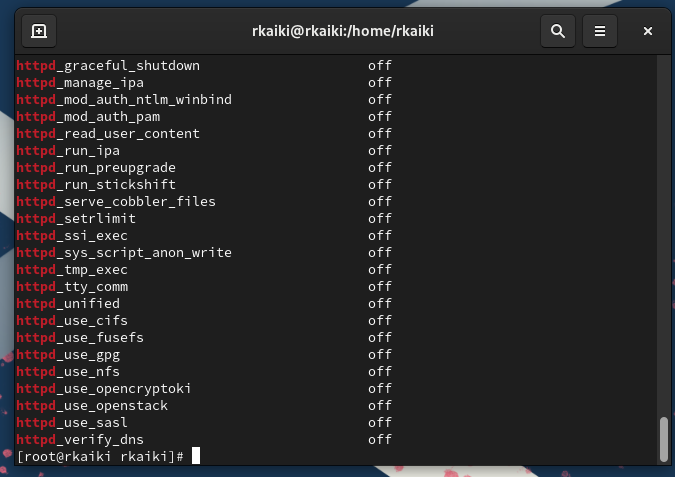 rkaiki@rkaiki:/home/rkaiki
httpd_graceful_shutdown off
httpd_manage_ipa off
httpd_mod_auth_ntlm_winbind off
httpd_mod_auth_pam off
httpd_read_user_content off
httpd_run_ipa off
httpd_run_preupgrade off
httpd_run_stickshift off
httpd_serve_cobbler_files off
httpd_setrlimit off
httpd_ssi_exec off
httpd_sys_script_anon_write off
httpd_tmp_exec off
httpd_tty_comm off
httpd_unified off
httpd_use_cifs off
httpd_use_fusefs off
httpd_use_gpg off
httpd_use_nfs off
httpd_use_opencryptoki off
httpd_use_openstack off
httpd_use_sasl off
httpd_verify_dns off
[root@rkaiki rkaiki]#